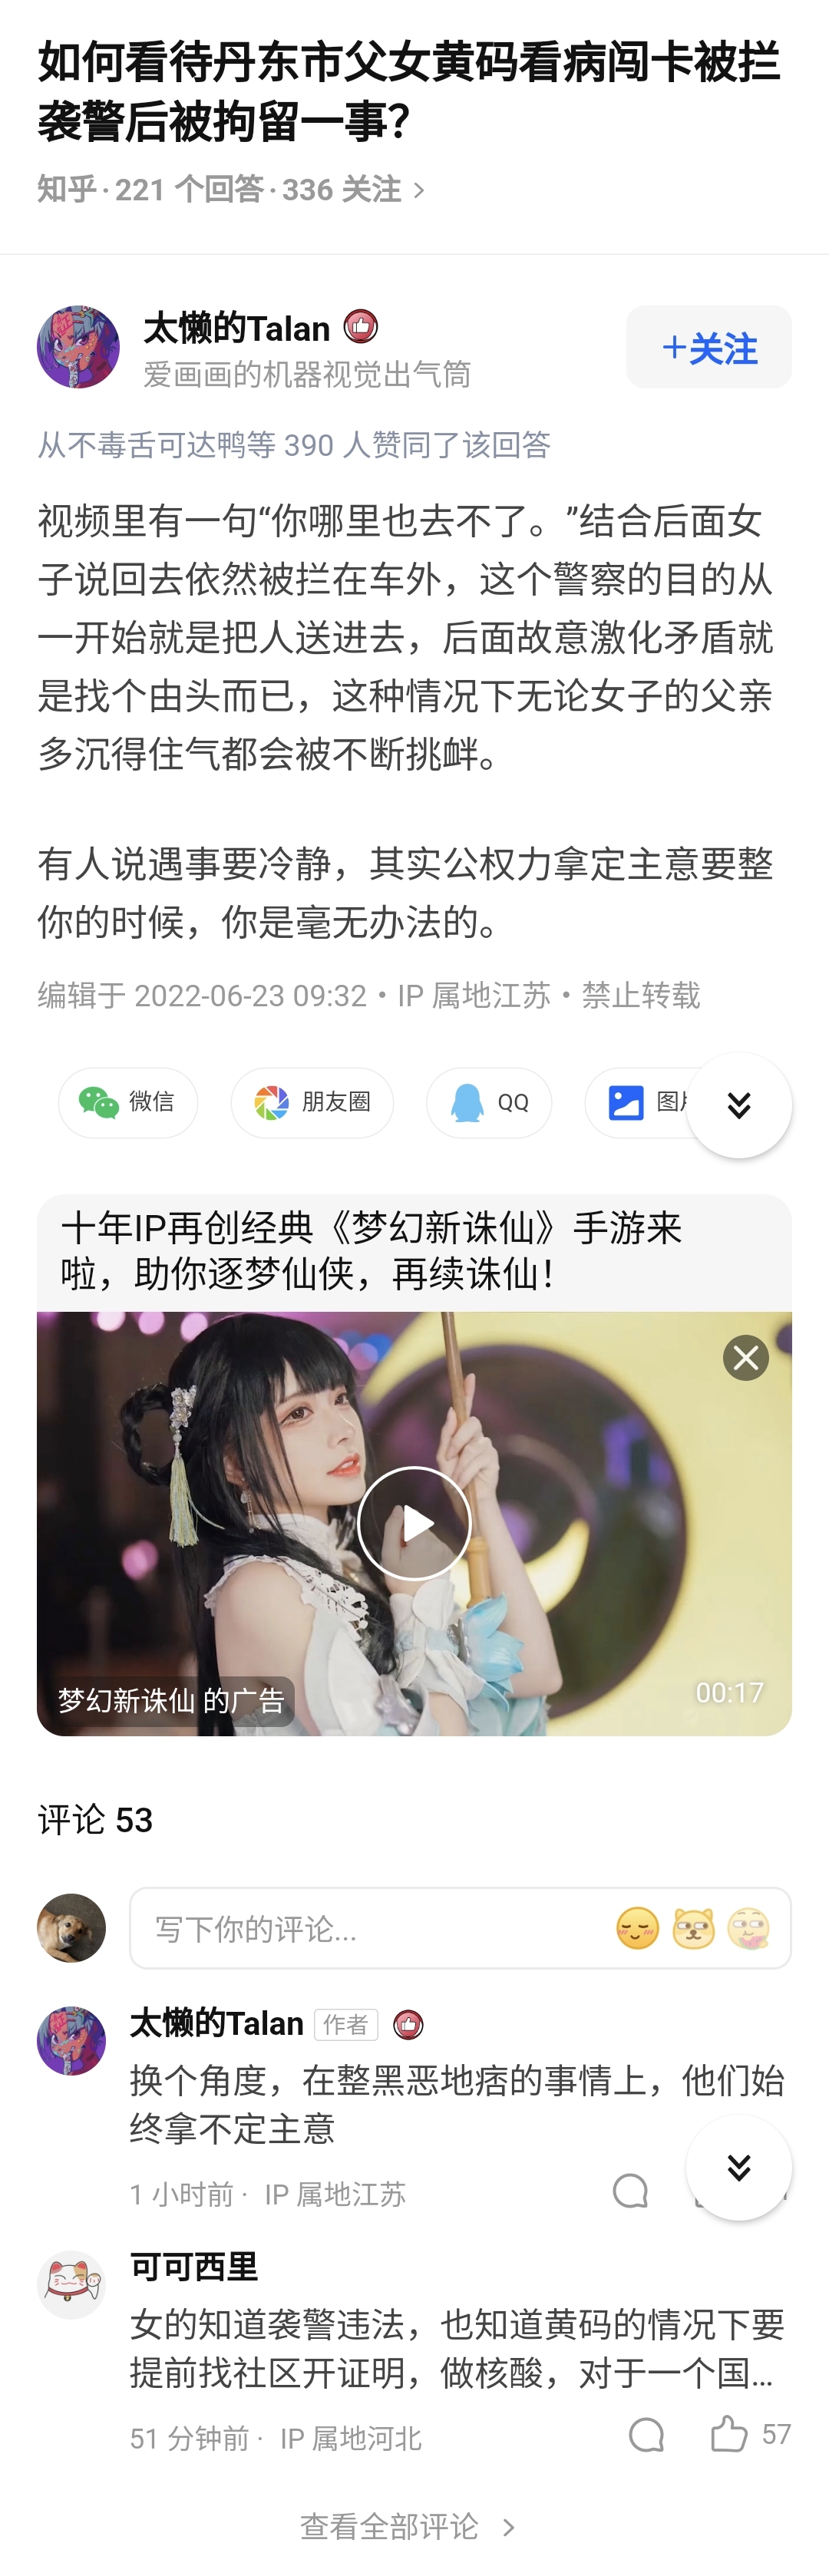 如何看待丹东市父女黄码看病闯卡被拦
袭警后被拘留一事?
知乎·221 个回答·336 关注 >
太懒的Talan
爱画画的机器视觉出气筒
+关注
从不毒舌可达鸭等 390 人赞同了该回答
视频里有一句“你哪里也去不了。”结合后面女
子说回去依然被拦在车外，这个警察的目的从
一开始就是把人送进去，后面故意激化矛盾就
是找个由头而已，这种情况下无论女子的父亲
多沉得住气都会被不断挑衅。
有人说遇事要冷静，其实公权力拿定主意要整
你的时候，你是毫无办法的。
编辑于 2022-06-23 09:32・IP 属地江苏・禁止转载
微信
朋友圈
QQ
图
十年IP再创经典《梦幻新诛仙》手游来
啦，助你逐梦仙侠，再续诛仙！
梦幻新诛仙 的广告
00:17
评论 53
写下你的评论...
太懒的Talan 作者
换个角度，在整黑恶地痞的事情上，他们始
终拿不定主意
1 小时前· IP 属地江苏
可可西里
女的知道袭警违法，也知道黄码的情况下要
提前找社区开证明，做核酸，对于一个国...
51 分钟前· IP 属地河北
57
查看全部评论 >